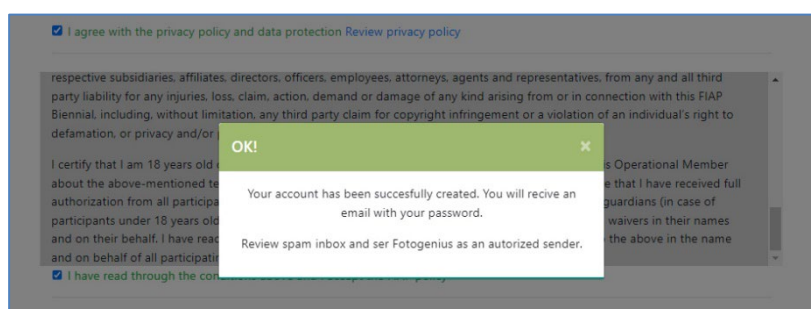 I agree with the privacy policy and data protection Review privacy policy
respective subsidiaries, affiliates, directors, officers, employees, attorneys, agents and representatives, from any and all third
party liability for any injuries, loss, claim, action, demand or damage of any kind arising from or in connection with this FIAP
Biennial, including, without limitation, any third party claim for copyright infringement or a violation of an individual's right to
defamation, or privacy and/or
OK!
×
I certify that I am 18 years old
is Operational Member
Your account has been succesfully created. You will recive an
about the above-mentioned
e that I have received full
email with your password.
authorization from all
guardians (in case of
participants under 18 years old
waivers in their names
Review spam inbox and ser Fotogenius as an autorized sender.
and on their behalf. I have
the above in the name
and on behalf of all
I have read through the